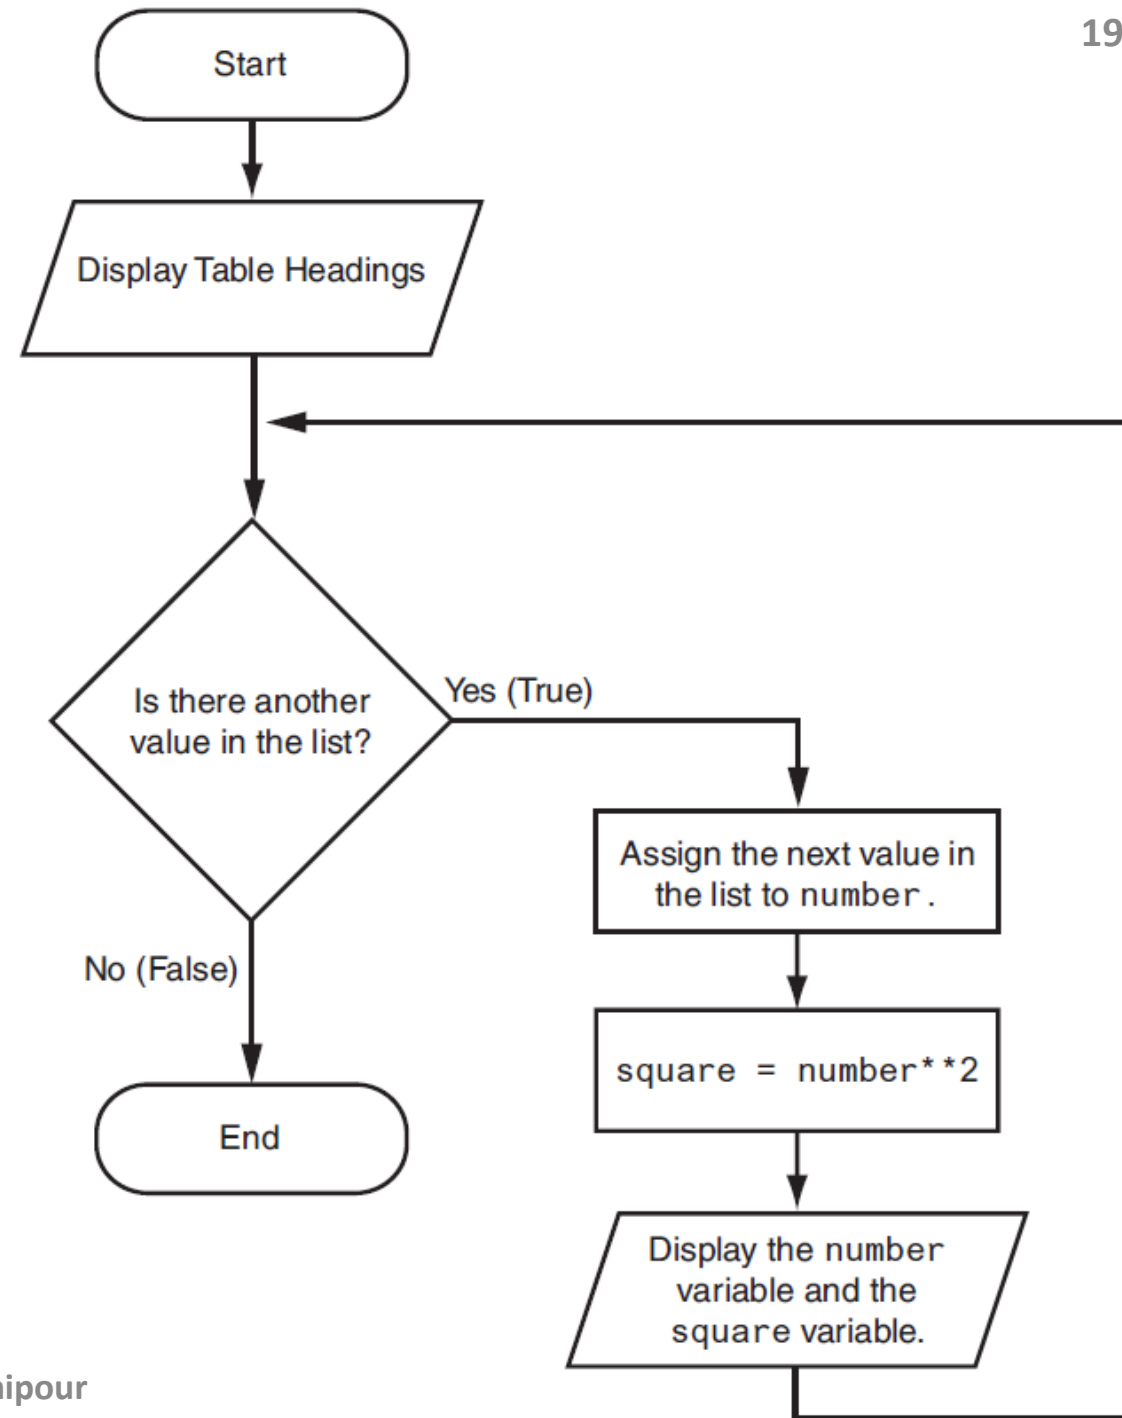 19
Start
Display Table Headings
Is there another
value in the list?
Yes (True)
Assign the next value in
the list to number.
square = number**2
Display the number
variable and the
square variable.
No (False)
End